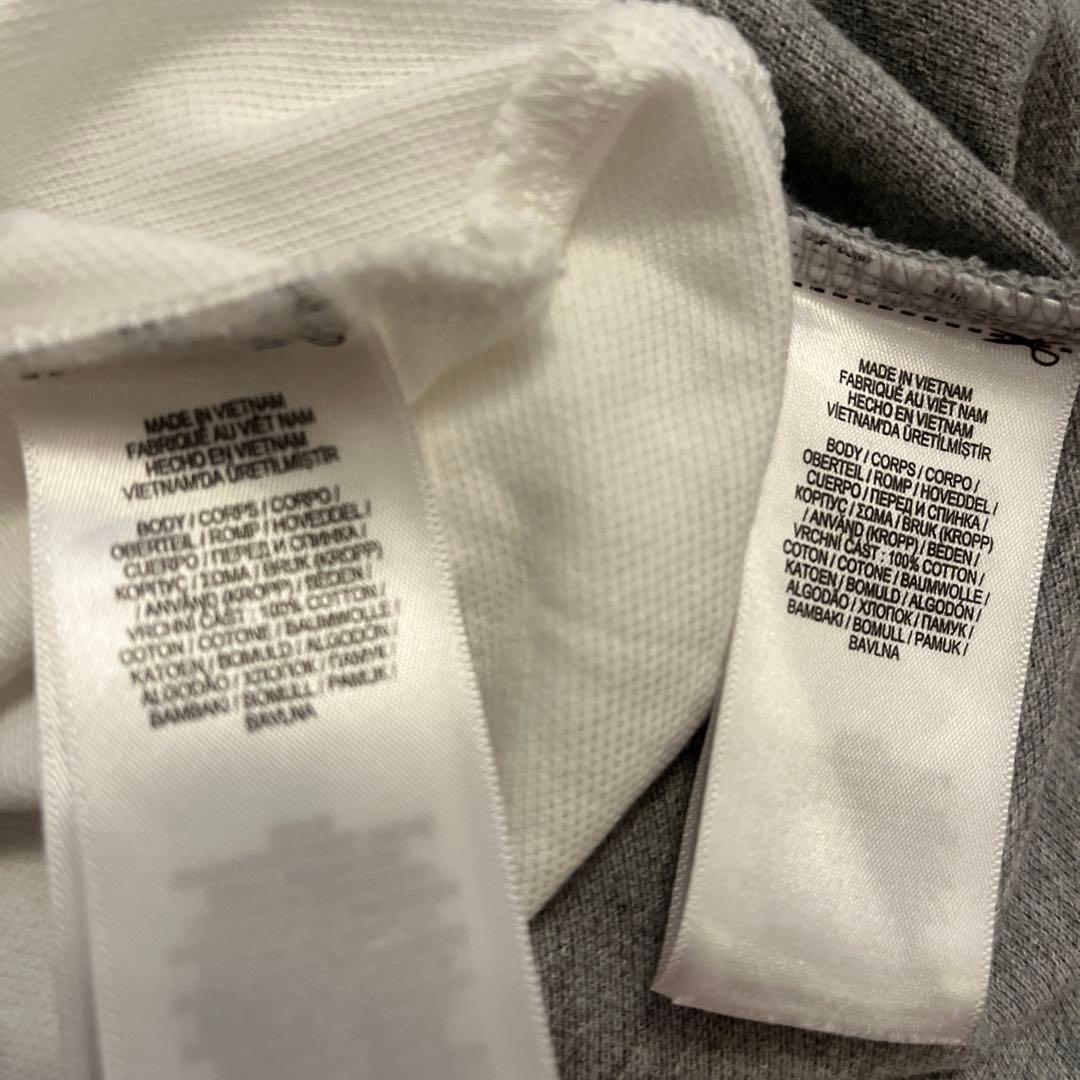 MADE IN VIETNAM
FABRIQUÉ AU VIÊT NAM
HECHO EN VIETNAM
VİETNAM'DA ÜRETİLMİŞTİR
BODY / CORPS / CORPO /
OBERTEIL / ROMP / HOVEDDEL /
CUERPO / ПЕРЕД И СПИНКА /
КОРПУС / ΣΩΜΑ / BRUK (KROPP)
/ ANVÄND (KROPP) / BEDEN /
VRCHNÍ ČÁST : 100% COTTON /
COTON / COTONE / BAUMWOLLE /
KATOEN / BOMULD / ALGODÓN /
ALGODÃO / ХЛОПОК / ПАМУК /
BAMBAKI / BOMULL / PAMUK /
BAVLNA
MADE IN VIETNAM
FABRIQUÉ AU VIÊT NAM
HECHO EN VIETNAM
VİETNAM'DA ÜRETİLMİŞTİR
BODY / CORPS / CORPO /
OBERTEIL / ROMP / HOVEDDEL /
CUERPO / ПЕРЕД И СПИНКА /
КОРПУС / ΣΩΜΑ / BRUK (KROPP)
/ ANVÄND (KROPP) / BEDEN /
VRCHNÍ ČÁST : 100% COTTON /
COTON / COTONE / BAUMWOLLE /
KATOEN / BOMULD / ALGODÓN /
ALGODÃO / ХЛОПОК / ПАМУК /
BAMBAKI / BOMULL / PAMUK /
BAVLNA